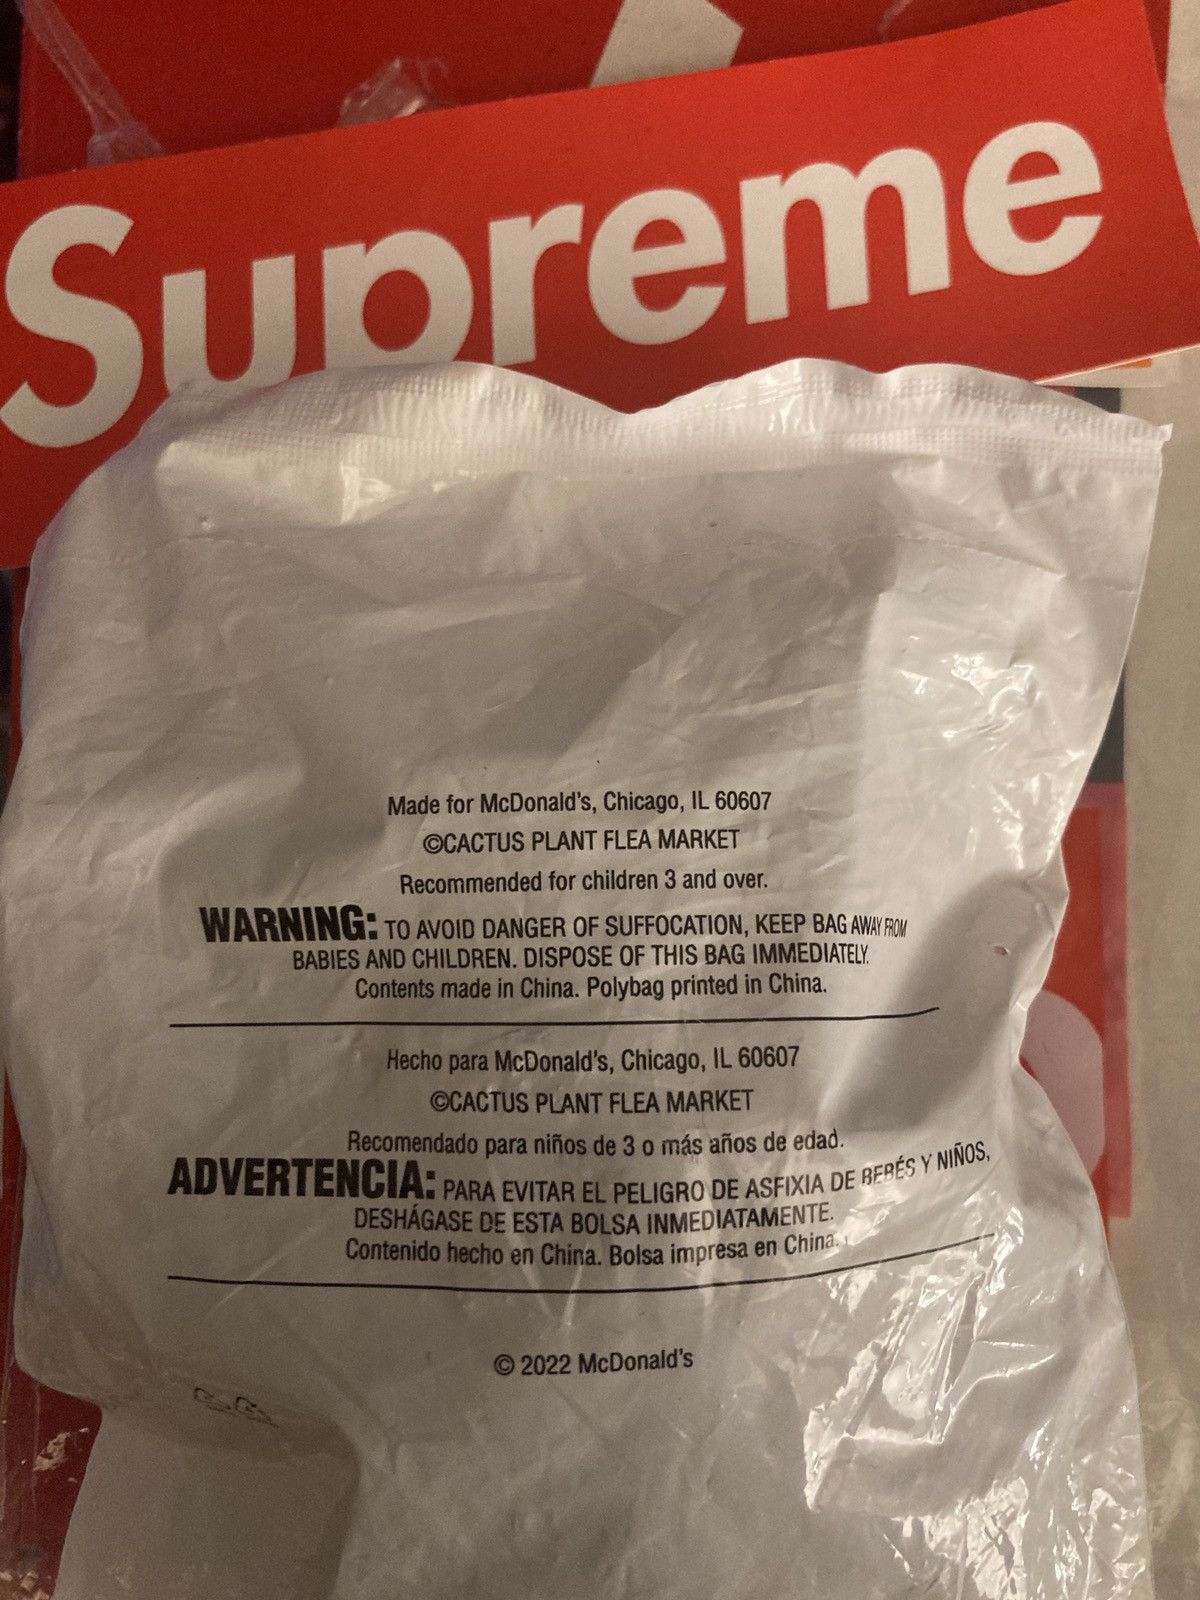 Supreme
Made for McDonald's, Chicago, IL 60607
©CACTUS PLANT FLEA MARKET
Recommended for children 3 and over.
WARNING: TO AVOID DANGER OF SUFFOCATION, KEEP BAG AWAY FROM
BABIES AND CHILDREN. DISPOSE OF THIS BAG IMMEDIATELY.
Contents made in China. Polybag printed in China.
Hecho para McDonald's, Chicago, IL 60607
©CACTUS PLANT FLEA MARKET
Recomendado para niños de 3 o más años de edad.
ADVERTENCIA: PARA EVITAR EL PELIGRO DE ASFIXIA DE BEBÉS Y NIÑOS,
DESHÁGASE DE ESTA BOLSA INMEDIATAMENTE.
Contenido hecho en China. Bolsa impresa en China.
© 2022 McDonald's